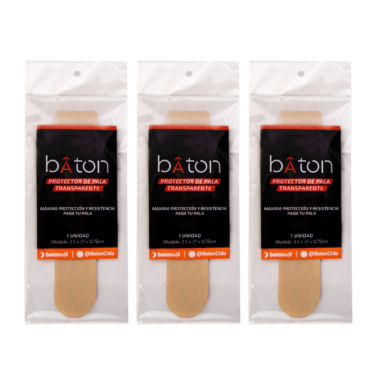 bâton
PROTECTOR DE PALA
TRANSPARENTE
MÁXIMA PROTECCIÓN Y RESISTENCIA
PARA TU PALA
1 UNIDAD
baton.cl
@BatonChile
bâton
PROTECTOR DE PALA
TRANSPARENTE
MÁXIMA PROTECCIÓN Y RESISTENCIA
PARA TU PALA
1 UNIDAD
baton.cl
@BatonChile
bâton
PROTECTOR DE PALA
TRANSPARENTE
MÁXIMA PROTECCIÓN Y RESISTENCIA
PARA TU PALA
1 UNIDAD
baton.cl
@BatonChile